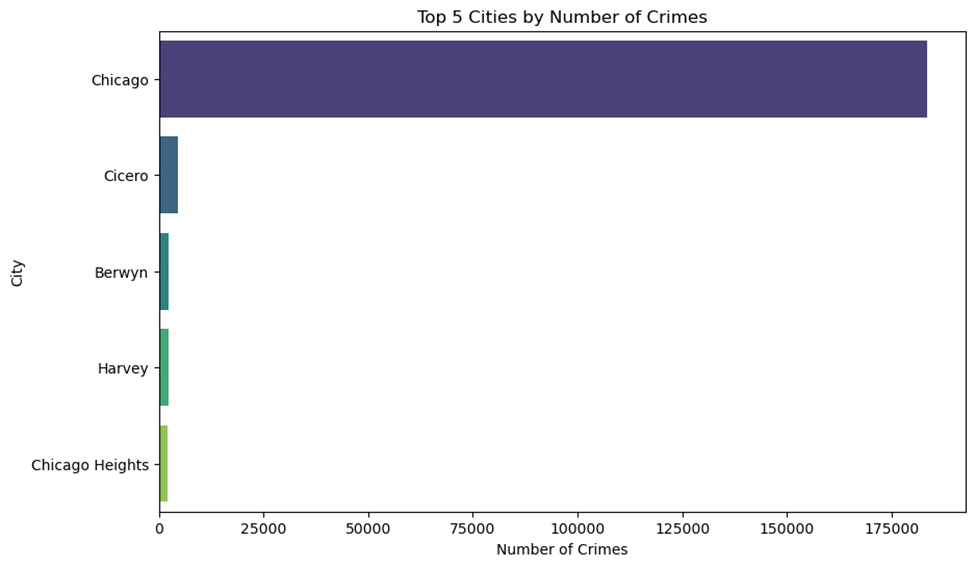 Top 5 Cities by Number of Crimes
City
Chicago
Cicero
Berwyn
Harvey
Chicago Heights
0 25000 50000 75000 100000 125000 150000 175000
Number of Crimes